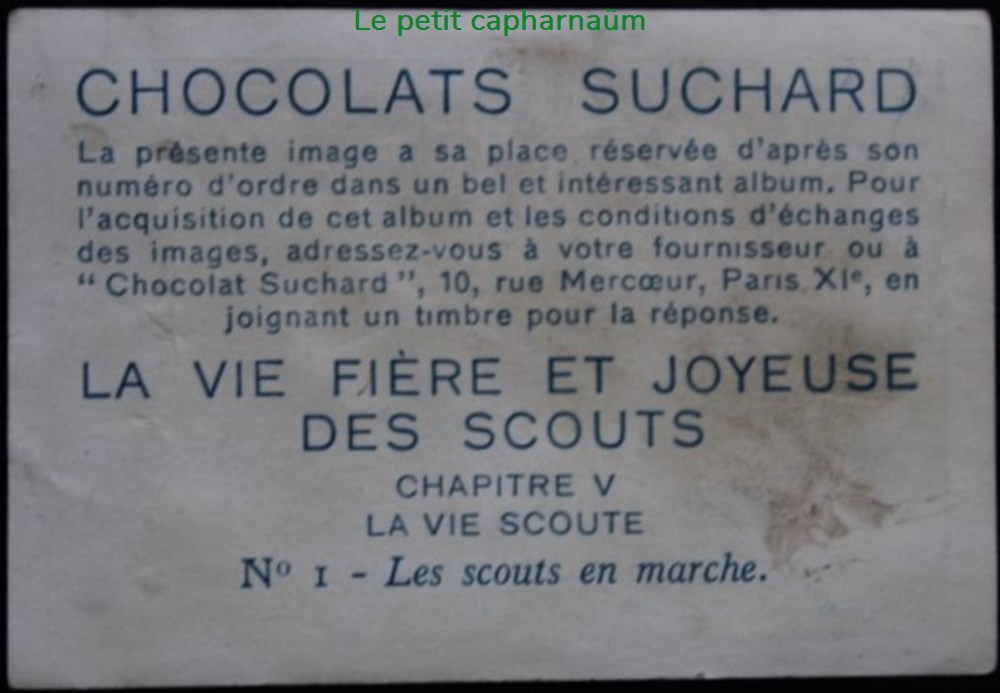 Le petit capharnaüm
CHOCOLATS SUCHARD
La présente image a sa place réservée d'après son
numéro d'ordre dans un bel et intéressant album. Pour
l'acquisition de cet album et les conditions d'échanges
des images, adressez-vous à votre fournisseur ou à
“ Chocolat Suchard ”, 10, rue Mercœur, Paris XIe, en
joignant un timbre pour la réponse.
LA VIE FIÈRE ET JOYEUSE
DES SCOUTS
CHAPITRE V
LA VIE SCOUTE
Nº 1 - Les scouts en marche.